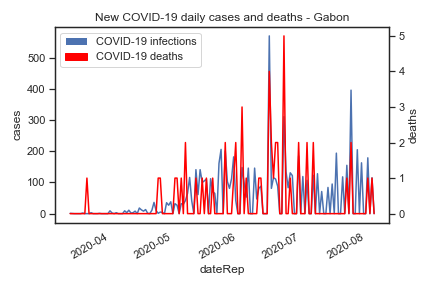 New COVID-19 daily cases and deaths - Gabon
COVID-19 infections
COVID-19 deaths
500
400
300
200
100
0
cases
5
4
3
2
1
0
deaths
2020-04
2020-05
2020-06
2020-07
2020-08
dateRep